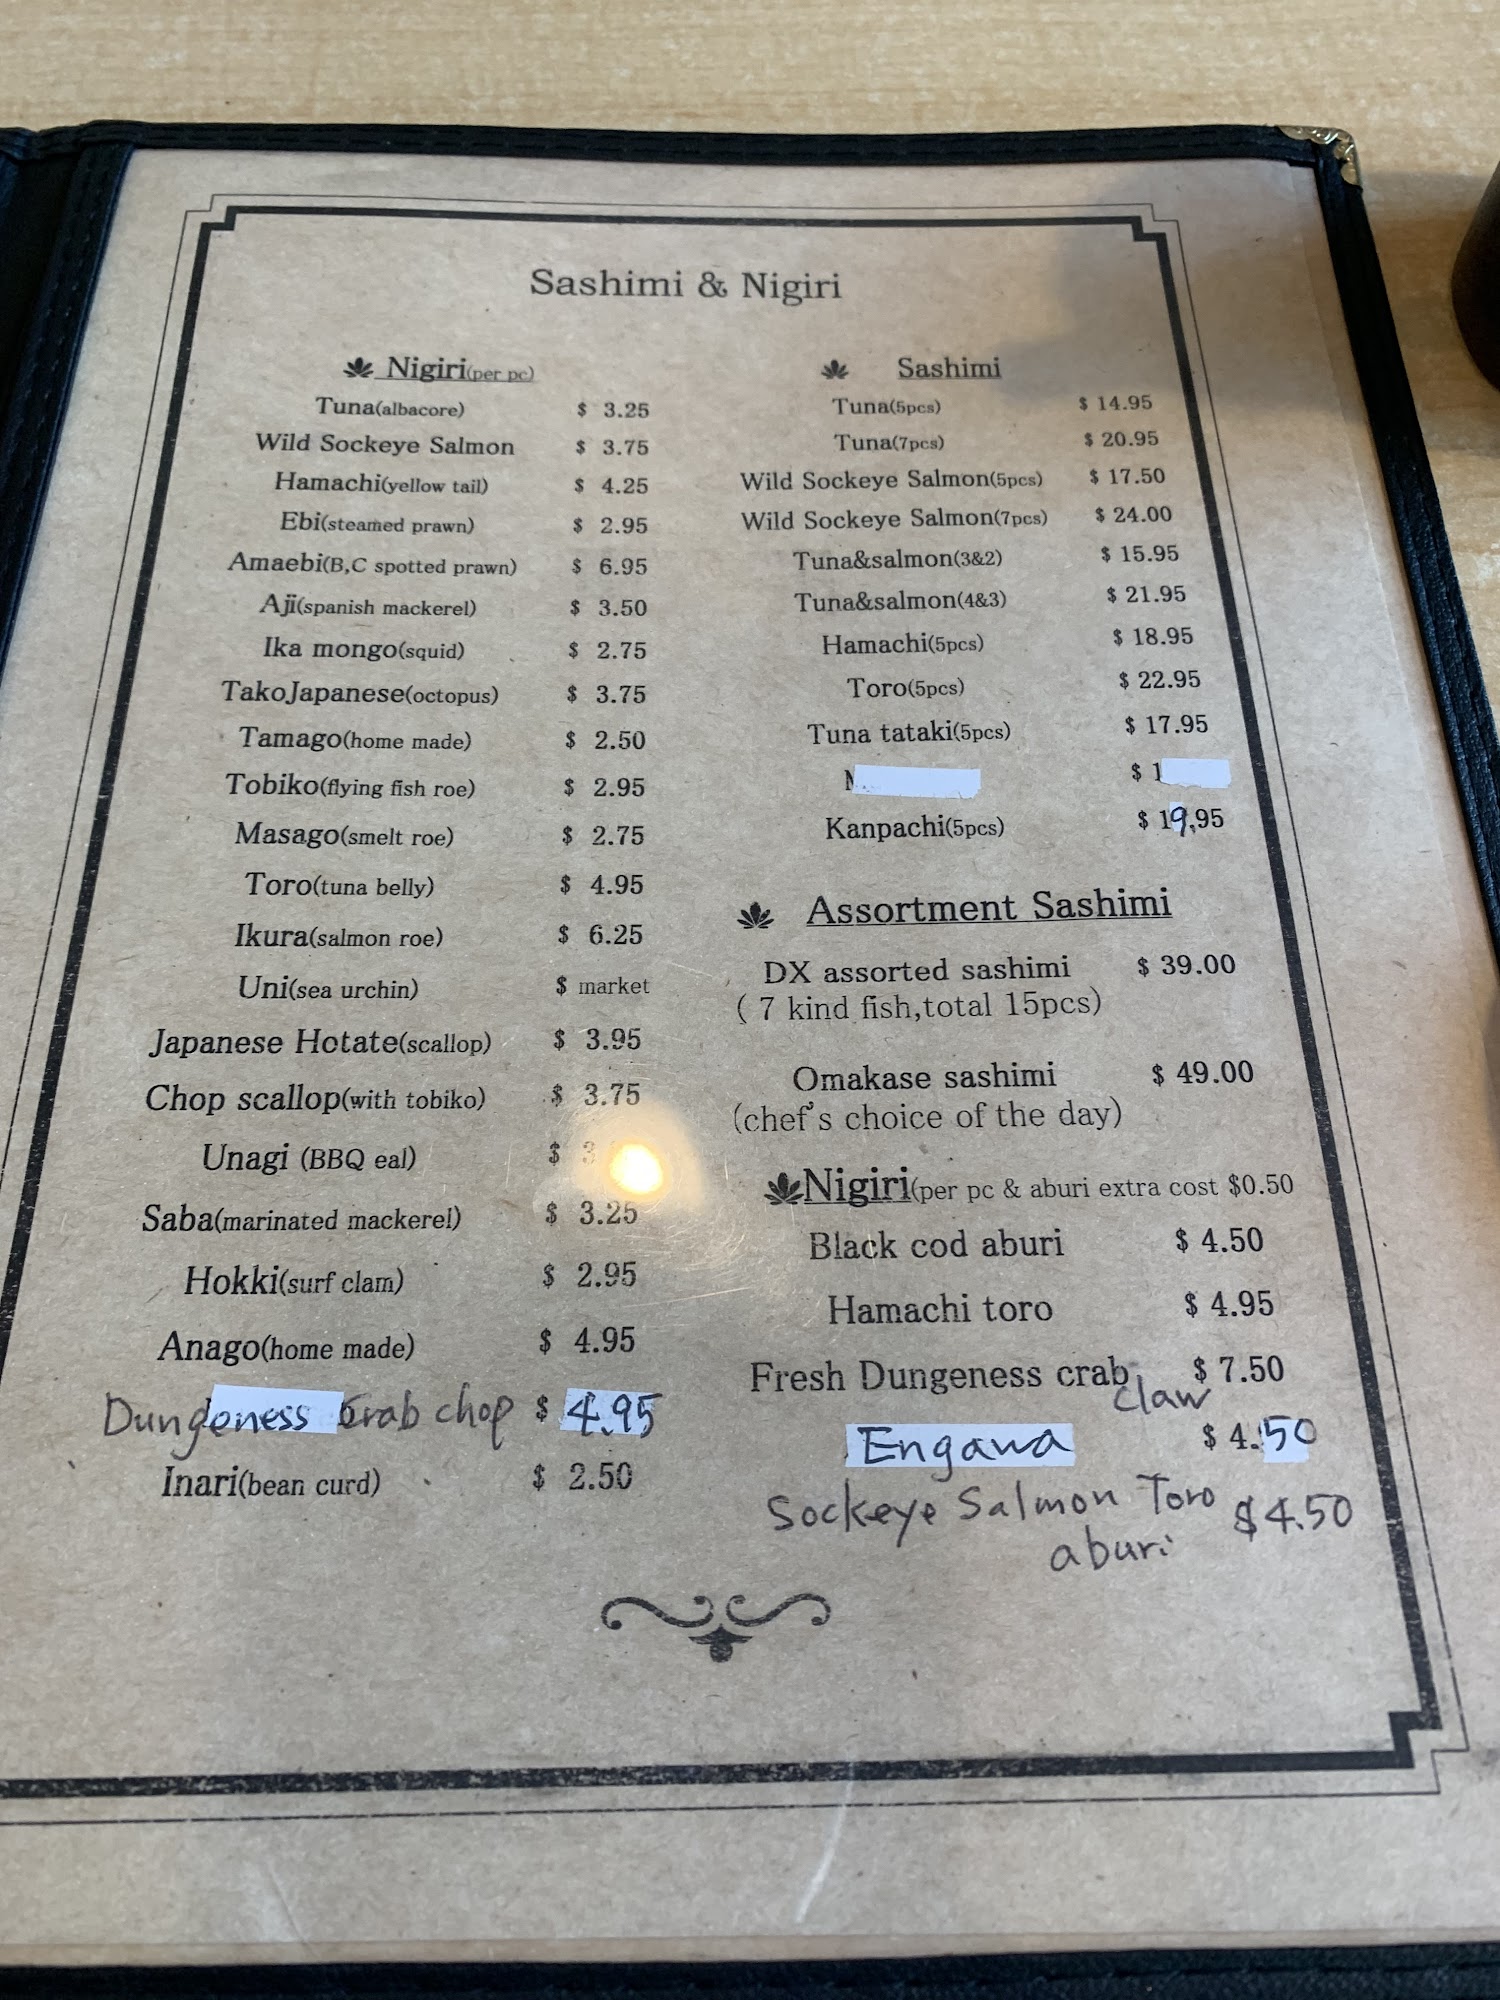 Sashimi & Nigiri
Nigiri(per pc)
Tuna(albacore) $ 3.25
Wild Sockeye Salmon $ 3.75
Hamachi(yellow tail) $ 4.25
Ebi(steamed prawn) $ 2.95
Amaebi(B,C spotted prawn) $ 6.95
Aji(spanish mackerel) $ 3.50
Ika mongo(squid) $ 2.75
TakoJapanese(octopus) $ 3.75
Tamago(home made) $ 2.50
Tobiko(flying fish roe) $ 2.95
Masago(smelt roe) $ 2.75
Toro(tuna belly) $ 4.95
Ikura(salmon roe) $ 6.25
Uni(sea urchin) $ market
Japanese Hotate(scallop) $ 3.95
Chop scallop(with tobiko) $ 3.75
Unagi (BBQ eal) $ 3
Saba(marinated mackerel) $ 3.25
Hokki(surf clam) $ 2.95
Anago(home made) $ 4.95
Dungeness Crab chop $ 4.95
Inari(bean curd) $ 2.50
Sashimi
Tuna(5pcs) $ 14.95
Tuna(7pcs) $ 20.95
Wild Sockeye Salmon(5pcs) $ 17.50
Wild Sockeye Salmon(7pcs) $ 24.00
Tuna&salmon(3&2) $ 15.95
Tuna&salmon(4&3) $ 21.95
Hamachi(5pcs) $ 18.95
Toro(5pcs) $ 22.95
Tuna tataki(5pcs) $ 17.95
$ 1
Kanpachi(5pcs) $ 19.95
Assortment Sashimi
DX assorted sashimi $ 39.00
( 7 kind fish,total 15pcs)
Omakase sashimi $ 49.00
(chef's choice of the day)
Nigiri(per pc & aburi extra cost $0.50
Black cod aburi $ 4.50
Hamachi toro $ 4.95
Fresh Dungeness crab $ 7.50
claw
Engawa $ 4.50
Sockeye Salmon Toro $4.50
aburi